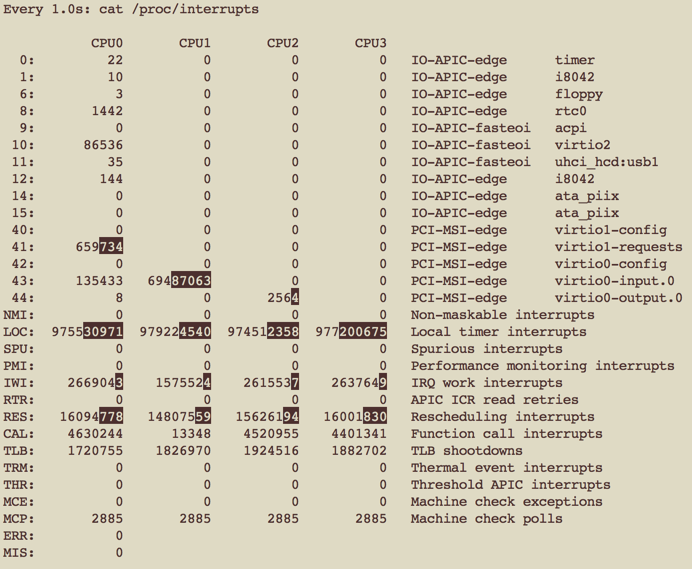 Every 1.0s: cat /proc/interrupts
CPU0 CPU1 CPU2 CPU3
0: 22 0 0 0 IO-APIC-edge timer
1: 10 0 0 0 IO-APIC-edge i8042
6: 3 0 0 0 IO-APIC-edge floppy
8: 1442 0 0 0 IO-APIC-edge rtc0
9: 0 0 0 0 IO-APIC-fasteoi acpi
10: 86536 0 0 0 IO-APIC-fasteoi virtio2
11: 35 0 0 0 IO-APIC-fasteoi uhci_hcd:usb1
12: 144 0 0 0 IO-APIC-edge i8042
14: 0 0 0 0 IO-APIC-edge ata_piix
15: 0 0 0 0 IO-APIC-edge ata_piix
40: 0 0 0 0 PCI-MSI-edge virtio1-config
41: 659734 0 0 0 PCI-MSI-edge virtio1-requests
42: 0 0 0 0 PCI-MSI-edge virtio0-config
43: 135433 69487063 0 0 PCI-MSI-edge virtio0-input.0
44: 8 0 2564 0 PCI-MSI-edge virtio0-output.0
NMI: 0 0 0 0 Non-maskable interrupts
LOC: 975530971 979224540 974512358 977200675 Local timer interrupts
SPU: 0 0 0 0 Spurious interrupts
PMI: 0 0 0 0 Performance monitoring interrupts
IWI: 2669043 1575524 2615537 2637649 IRQ work interrupts
RTR: 0 0 0 0 APIC ICR read retries
RES: 16094778 14807559 15626194 16001830 Rescheduling interrupts
CAL: 4630244 13348 4520955 4401341 Function call interrupts
TLB: 1720755 1826970 1924516 1882702 TLB shootdowns
TRM: 0 0 0 0 Thermal event interrupts
THR: 0 0 0 0 Threshold APIC interrupts
MCE: 0 0 0 0 Machine check exceptions
MCP: 2885 2885 2885 2885 Machine check polls
ERR: 0
MIS: 0